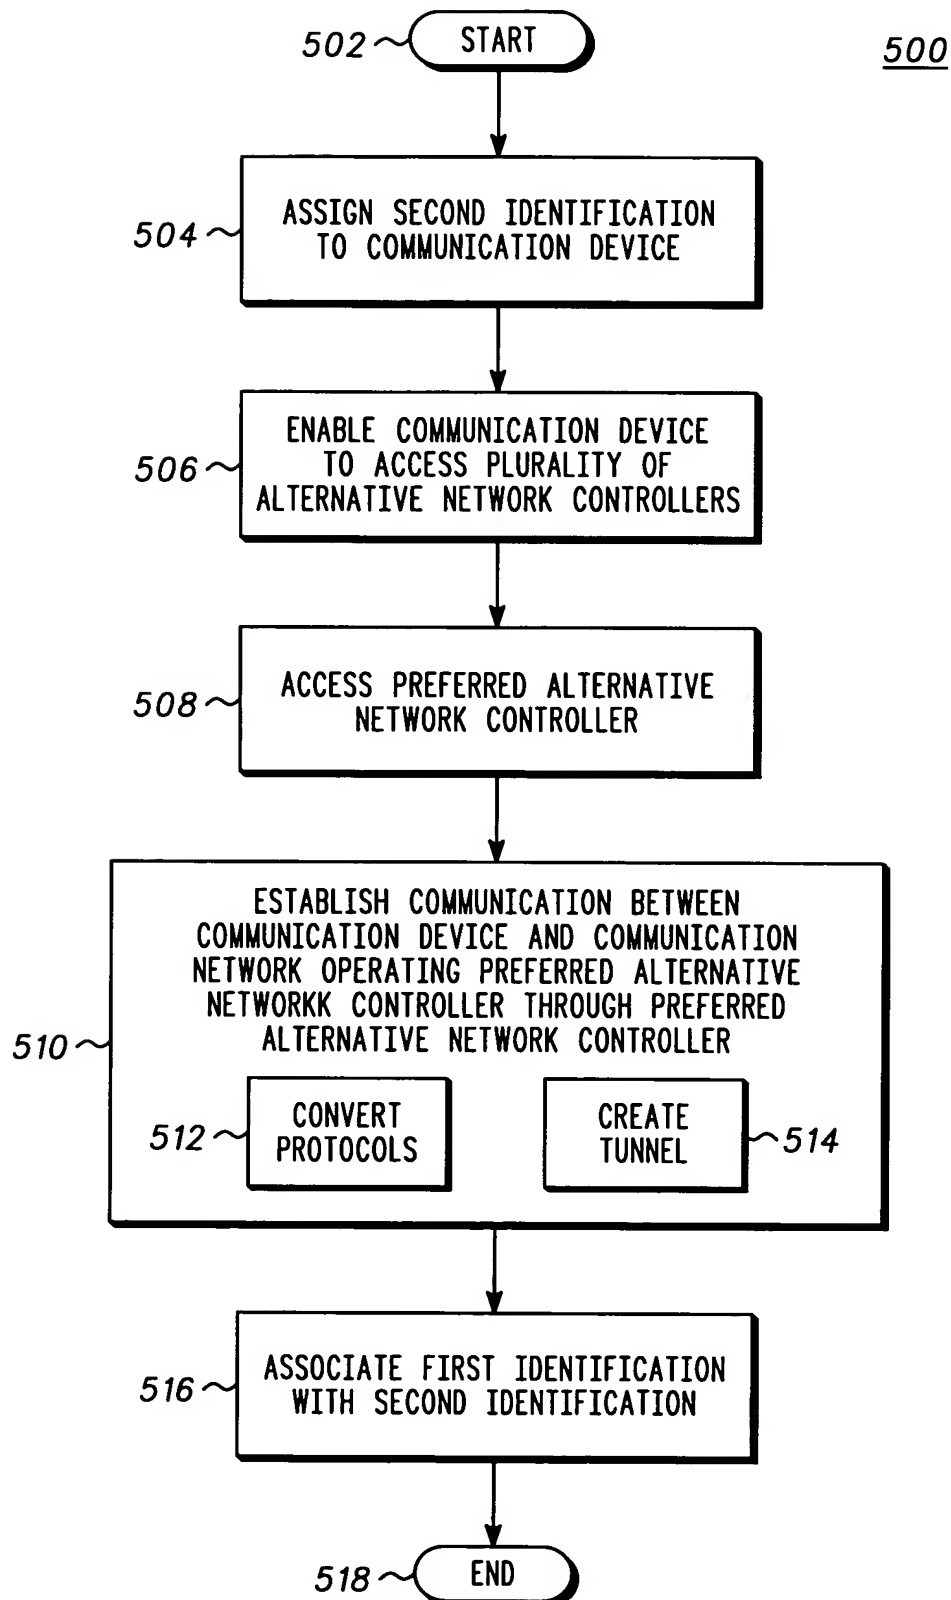 502
START
500
504
ASSIGN SECOND IDENTIFICATION
TO COMMUNICATION DEVICE
506
ENABLE COMMUNICATION DEVICE
TO ACCESS PLURALITY OF
ALTERNATIVE NETWORK CONTROLLERS
508
ACCESS PREFERRED ALTERNATIVE
NETWORK CONTROLLER
510
ESTABLISH COMMUNICATION BETWEEN
COMMUNICATION DEVICE AND COMMUNICATION
NETWORK OPERATING PREFERRED ALTERNATIVE
NETWORKK CONTROLLER THROUGH PREFERRED
ALTERNATIVE NETWORK CONTROLLER
512
CONVERT
PROTOCOLS
CREATE
TUNNEL
514
516
ASSOCIATE FIRST IDENTIFICATION
WITH SECOND IDENTIFICATION
518
END